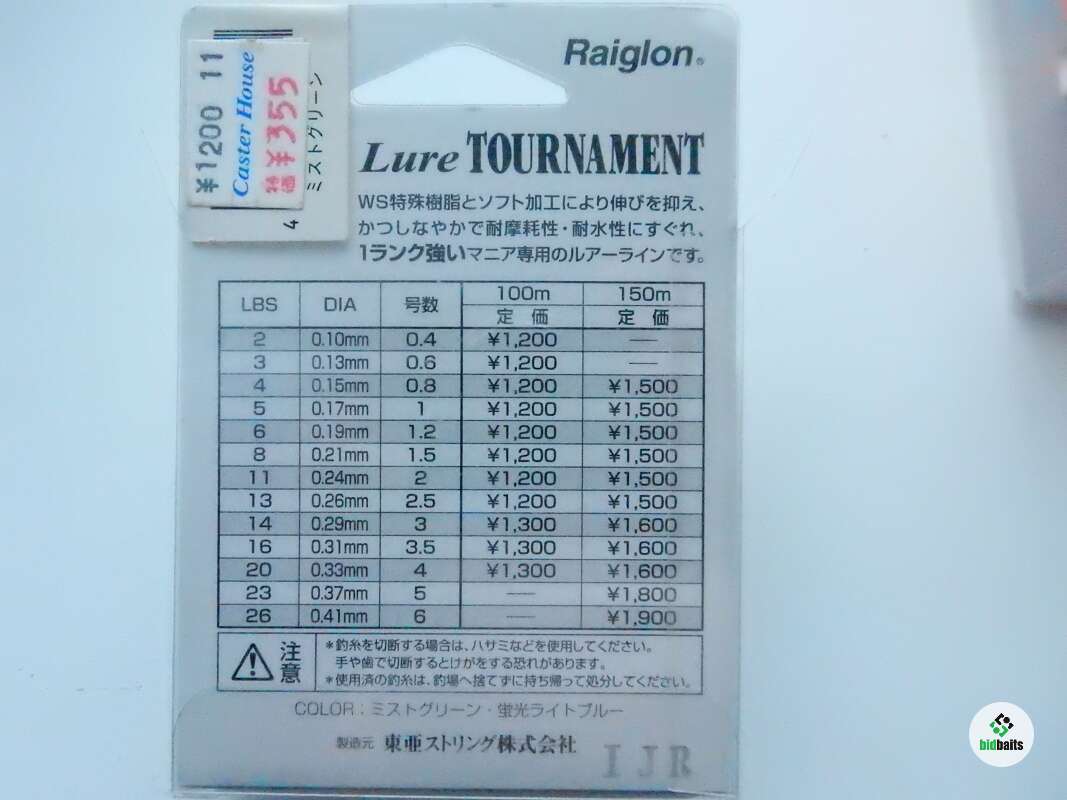 Raiglon®
¥1200 11
Caster House
特価 ¥355
ミストグリーン
4
Lure TOURNAMENT
WS特殊樹脂とソフト加工により伸びを抑え、
かつしなやかで耐摩耗性・耐水性にすぐれ、
1ランク強いマニア専用のルアーラインです。
LBS DIA 号数 100m 150m
定価 定価
2 0.10mm 0.4 ¥1,200 —
3 0.13mm 0.6 ¥1,200 —
4 0.15mm 0.8 ¥1,200 ¥1,500
5 0.17mm 1 ¥1,200 ¥1,500
6 0.19mm 1.2 ¥1,200 ¥1,500
8 0.21mm 1.5 ¥1,200 ¥1,500
11 0.24mm 2 ¥1,200 ¥1,500
13 0.26mm 2.5 ¥1,200 ¥1,500
14 0.29mm 3 ¥1,300 ¥1,600
16 0.31mm 3.5 ¥1,300 ¥1,600
20 0.33mm 4 ¥1,300 ¥1,600
23 0.37mm 5 — ¥1,800
26 0.41mm 6 — ¥1,900
注意
*釣糸を切断する場合は、ハサミなどを使用してください。
手や歯で切断するとけがをする恐れがあります。
*使用済の釣糸は、釣場へ捨てずに持ち帰って処分してください。
COLOR:ミストグリーン・蛍光ライトブルー
製造元 東亜ストリング株式会社
IJR
bidbaits